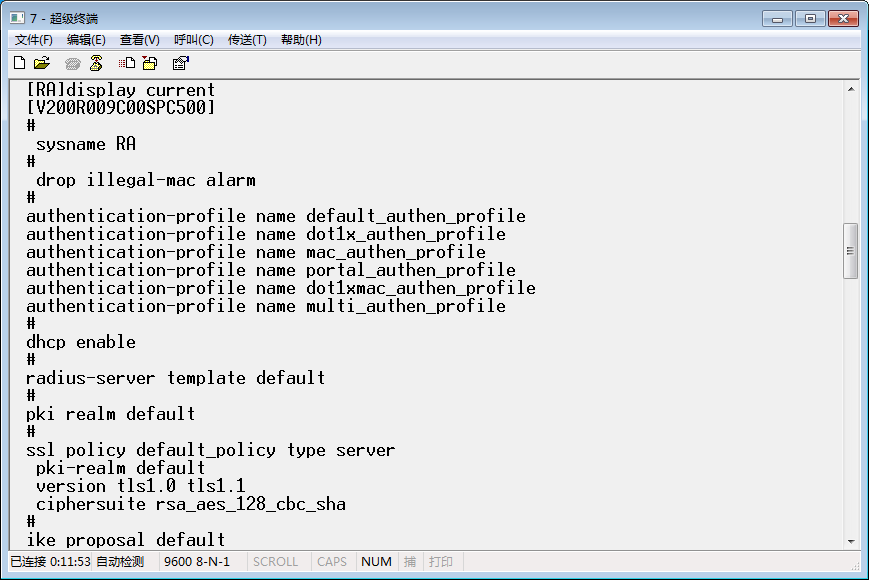 7 - 超级终端
文件(F) 编辑(E) 查看(V) 呼叫(C) 传送(T) 帮助(H)
[RA]display current
[V200R009C00SPC500]
#
sysname RA
#
drop illegal-mac alarm
#
authentication-profile name default_authen_profile
authentication-profile name dot1x_authen_profile
authentication-profile name mac_authen_profile
authentication-profile name portal_authen_profile
authentication-profile name dot1xmac_authen_profile
authentication-profile name multi_authen_profile
#
dhcp enable
#
radius-server template default
#
pki realm default
#
ssl policy default_policy type server
pki-realm default
version tls1.0 tls1.1
ciphersuite rsa_aes_128_cbc_sha
#
ike proposal default
已连接 0:11:53 自动检测 9600 8-N-1 SCROLL CAPS NUM 捕 打印